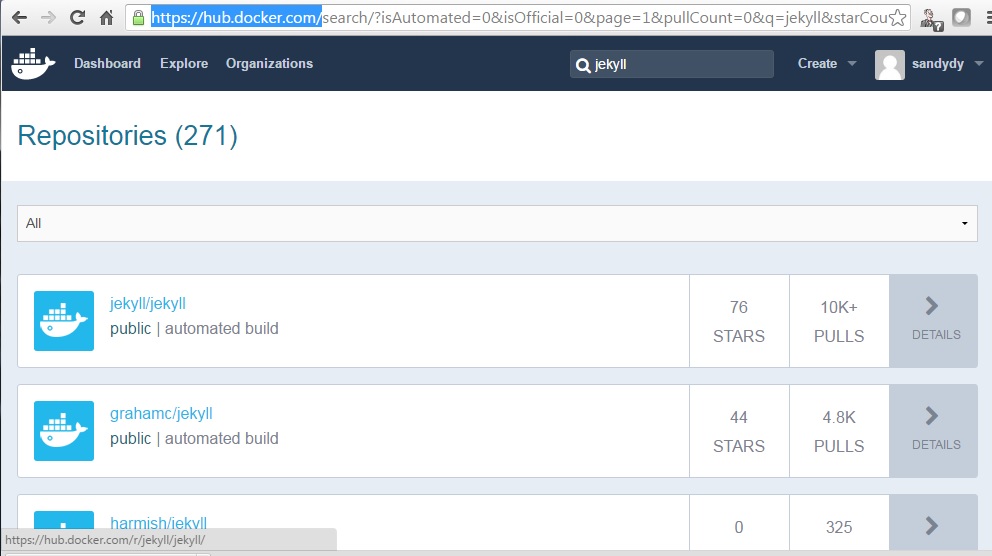 https://hub.docker.com/search/?isAutomated=0&isOfficial=0&page=1&pullCount=0&q=jekyll&starCou
Dashboard Explore Organizations jekyll Create sandydy
Repositories (271)
All
jekyll/jekyll
public | automated build
76
STARS
10K+
PULLS
DETAILS
grahamc/jekyll
public | automated build
44
STARS
4.8K
PULLS
DETAILS
harmish/jekyll
0
325
https://hub.docker.com/r/jekyll/jekyll/